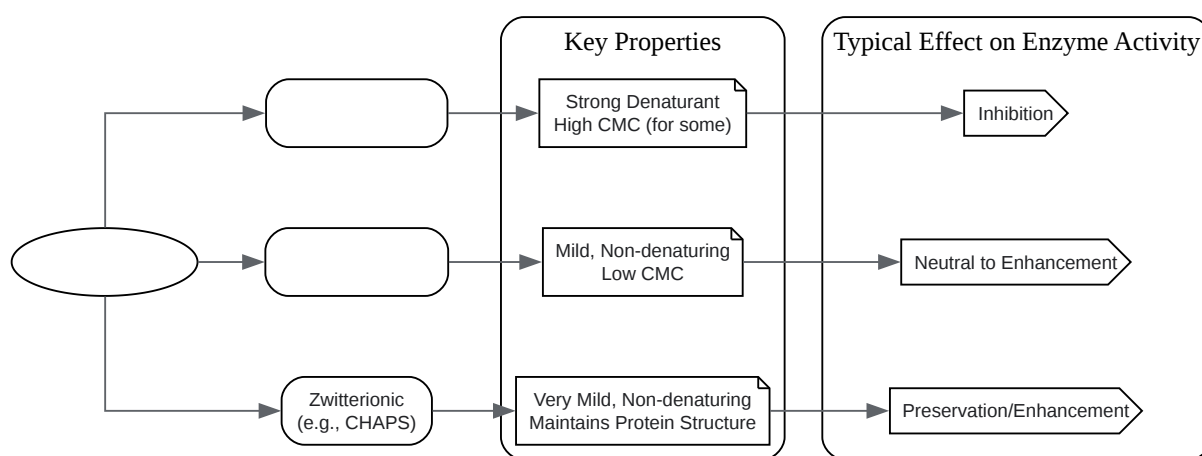 Key Properties
Typical Effect on Enzyme Activity
Strong Denaturant
High CMC (for some)
Inhibition
Mild, Non-denaturing
Low CMC
Neutral to Enhancement
Zwitterionic
(e.g., CHAPS)
Very Mild, Non-denaturing
Maintains Protein Structure
Preservation/Enhancement